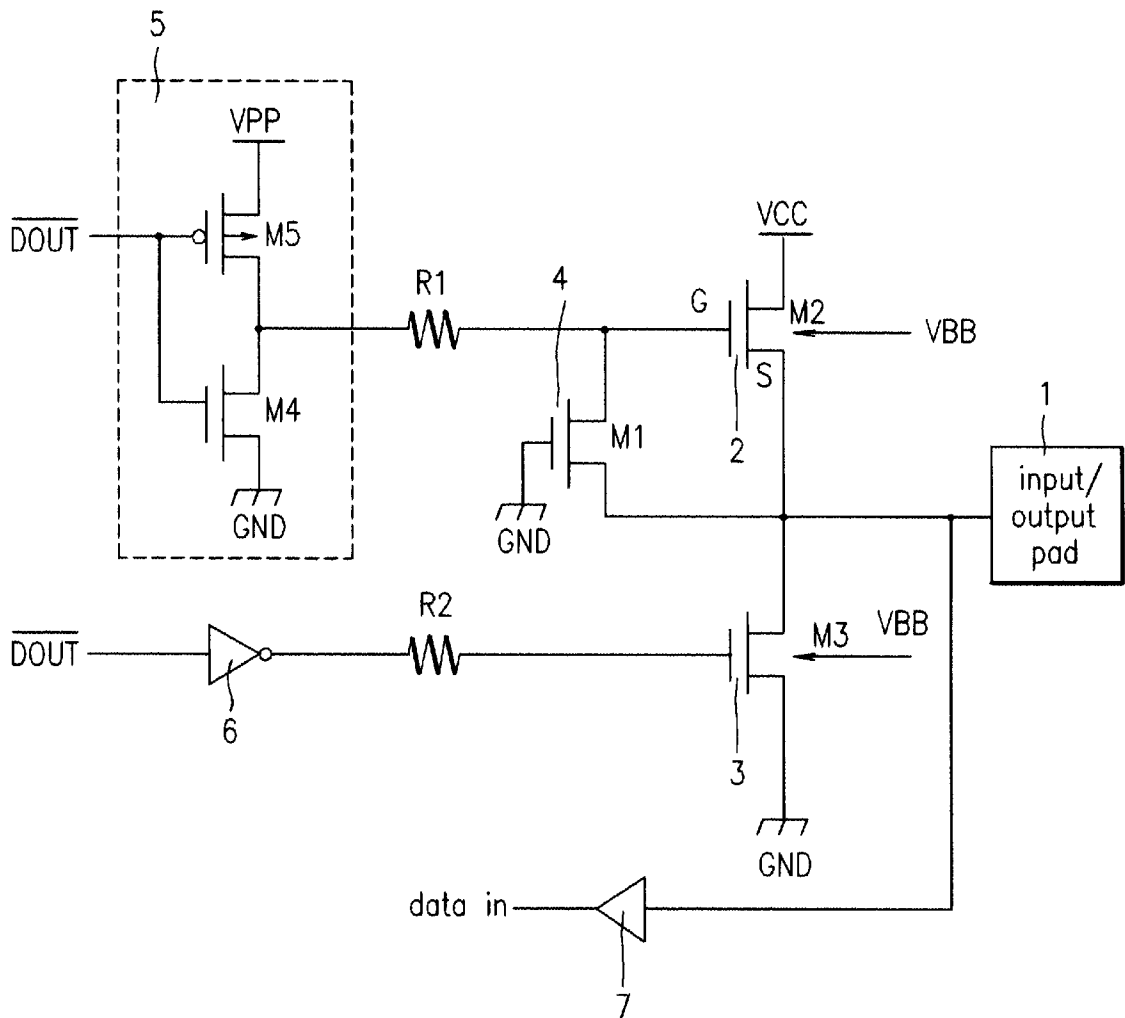 5
VPP
DOUT
M5
M4
GND
R1
4
G
VCC
M2
VBB
S
2
M1
GND
1
input/
output
pad
DOUT
6
R2
M3
VBB
3
GND
data in
7